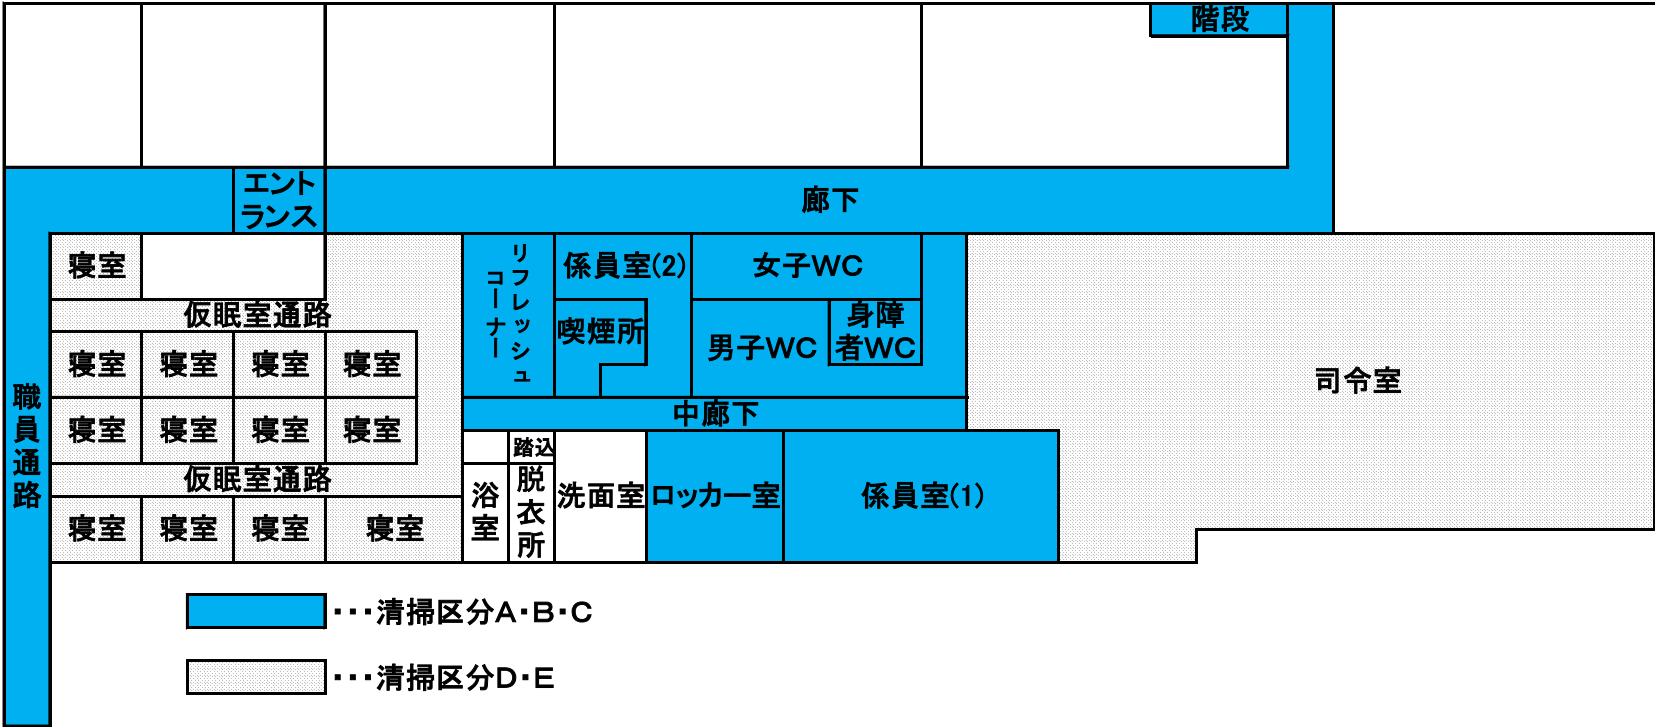 階段
エント
ランス
廊下
寝室
リフレッシュ
コーナー
係員室(2)
女子WC
仮眠室通路
喫煙所
男子WC
身障
者WC
寝室
寝室
寝室
寝室
司令室
職員通路
中廊下
寝室
寝室
寝室
寝室
踏込
仮眠室通路
浴室
脱衣所
洗面室
ロッカー室
係員室(1)
寝室
寝室
寝室
寝室
・・・清掃区分A・B・C
・・・清掃区分D・E